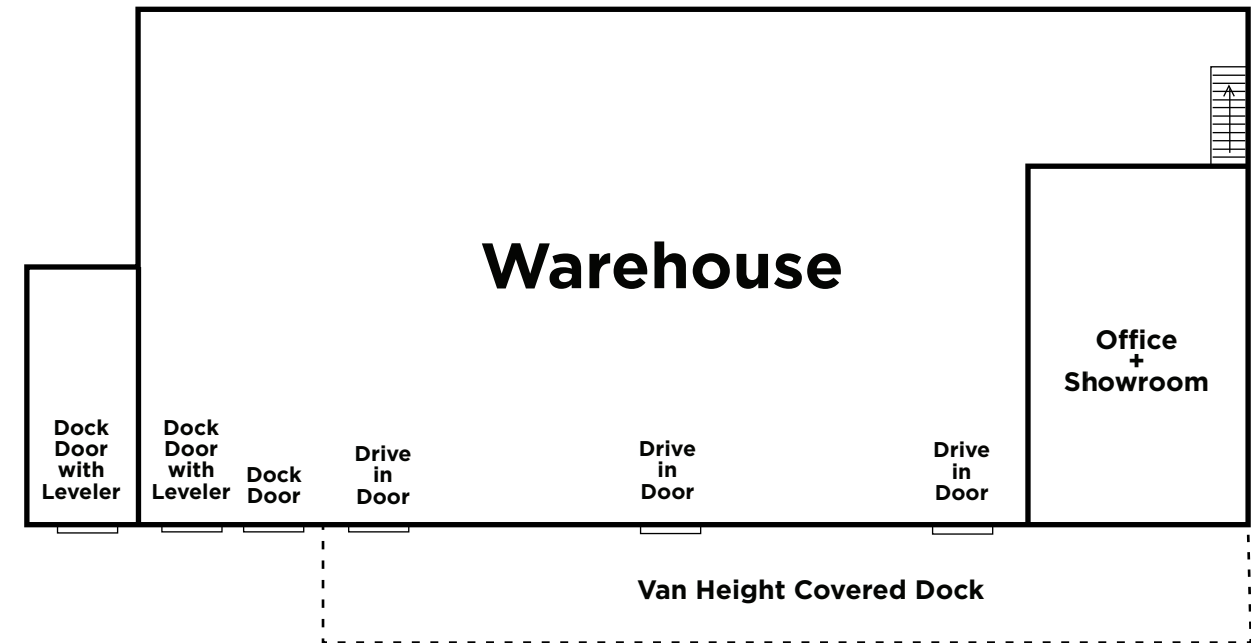 Warehouse
Office
+
Showroom
Dock
Door
with
Leveler
Dock
Door
with
Leveler
Dock
Door
Drive
in
Door
Drive
in
Door
Drive
in
Door
Van Height Covered Dock